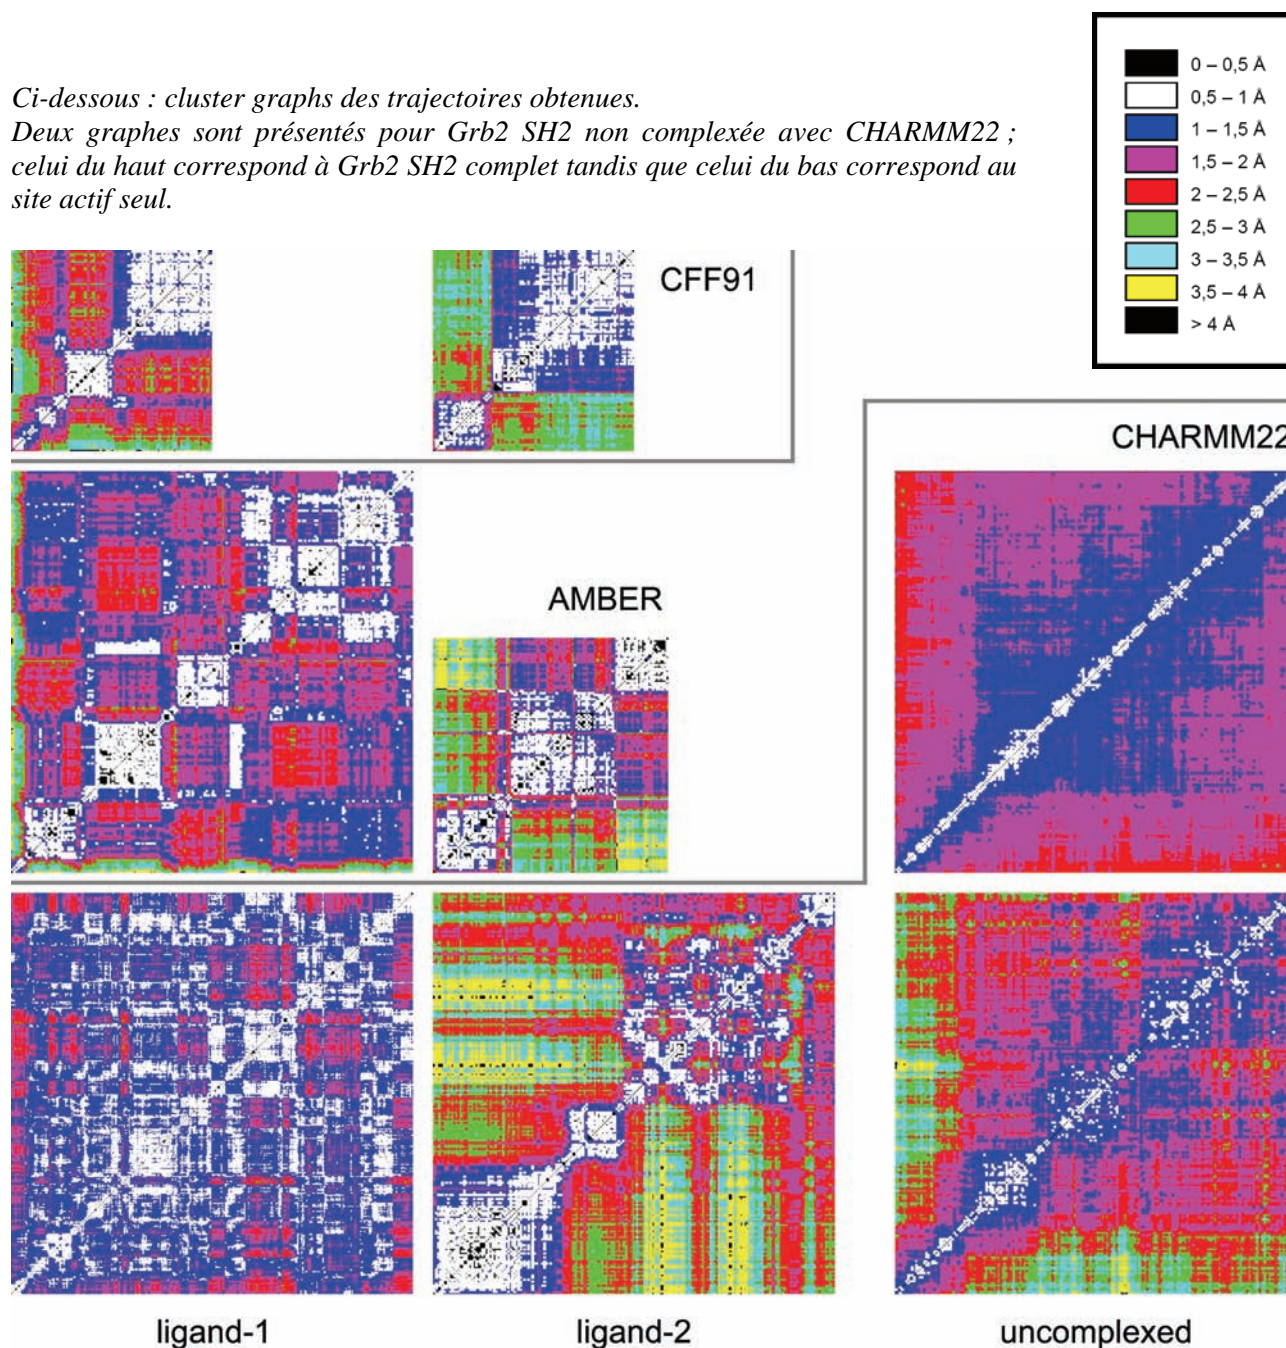 0 – 0,5 Å
0,5 – 1 Å
1 – 1,5 Å
1,5 – 2 Å
2 – 2,5 Å
2,5 – 3 Å
3 – 3,5 Å
3,5 – 4 Å
> 4 Å
Ci-dessous : cluster graphs des trajectoires obtenues.
Deux graphes sont présentés pour Grb2 SH2 non complexée avec CHARMM22 ;
celui du haut correspond à Grb2 SH2 complet tandis que celui du bas correspond au
site actif seul.
CFF91
CHARMM22
AMBER
ligand-1
ligand-2
uncomplexed